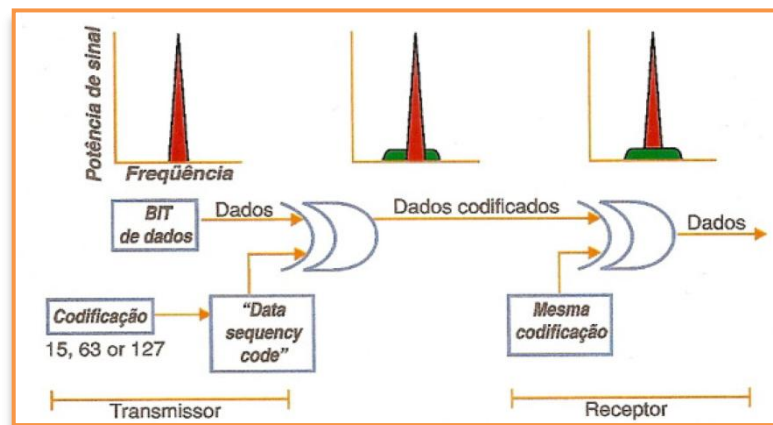 Potência de sinal
Freqüência
BIT
de dados
Dados
Dados codificados
Dados
Codificação
15, 63 or 127
"Data
sequency
code"
Mesma
codificação
Transmissor
Receptor